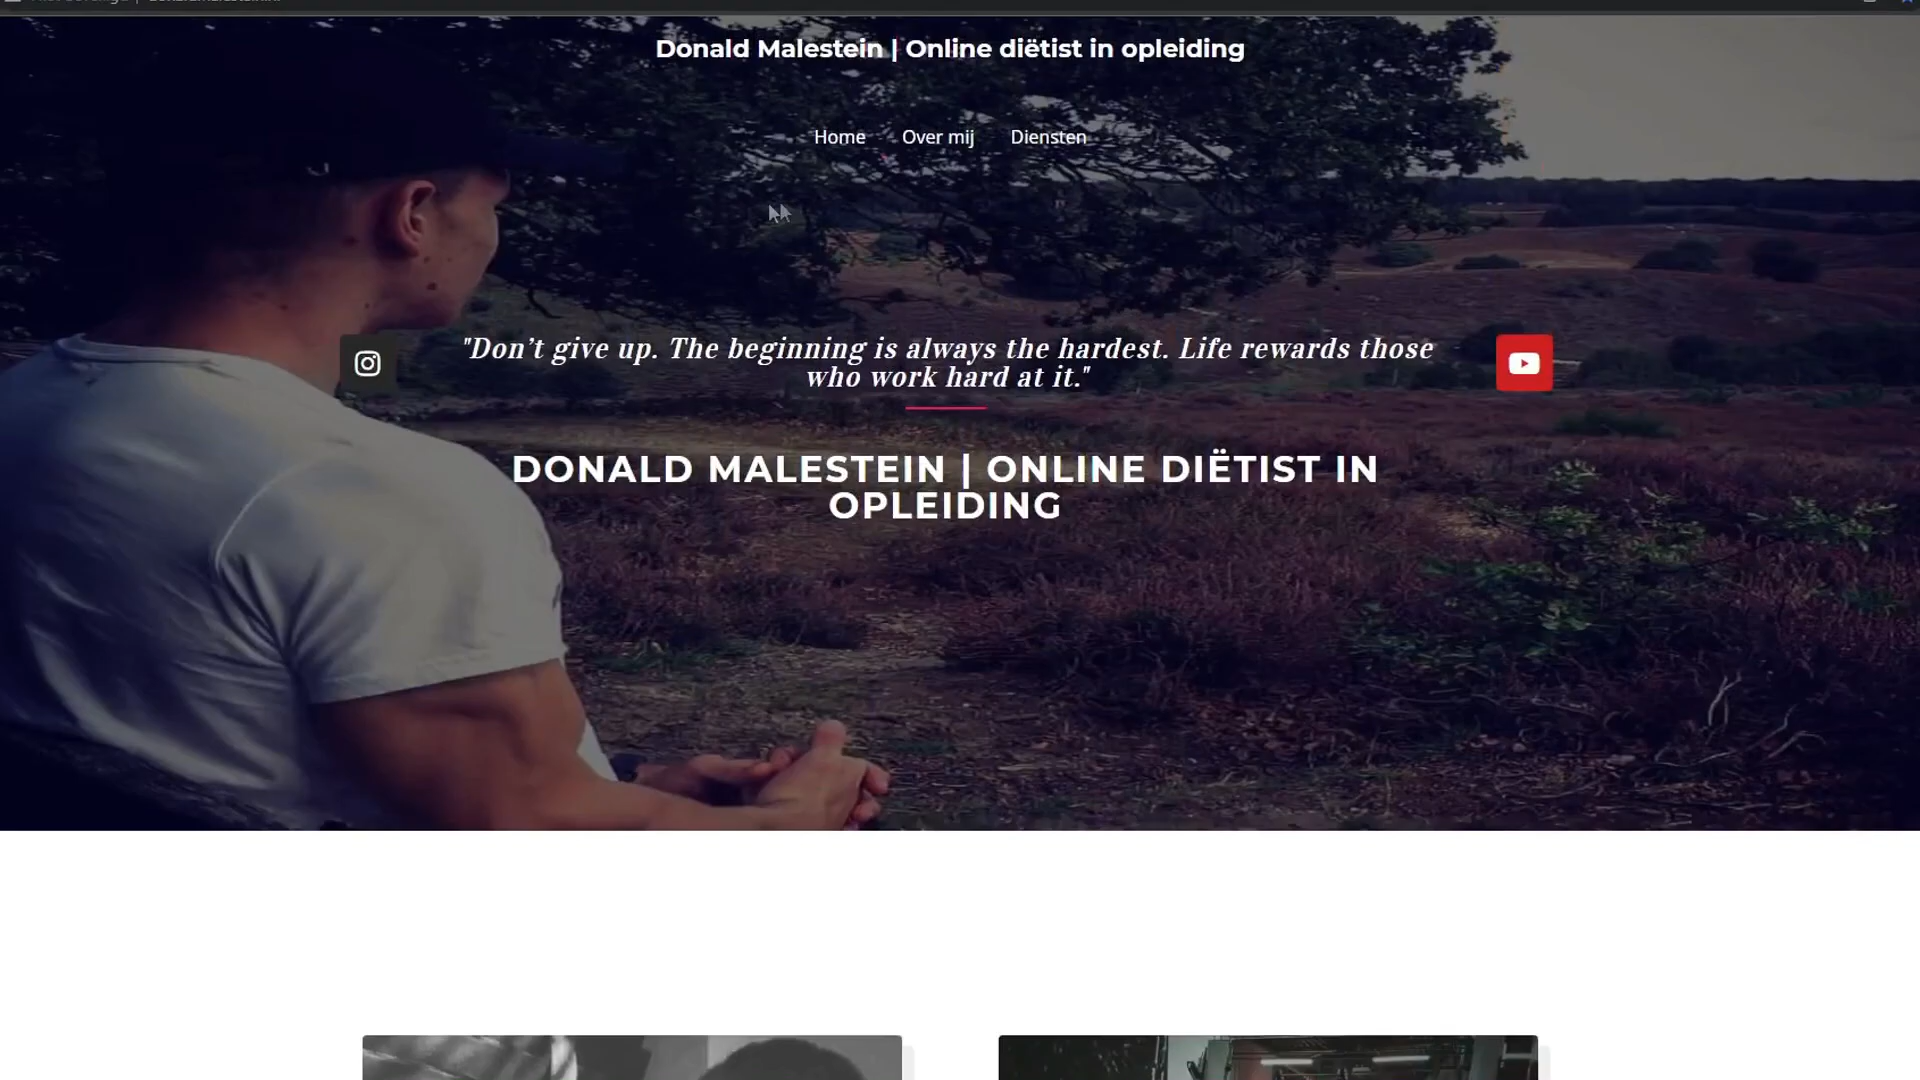 Donald Malestein | Online diëtist in opleiding
Home Over mij Diensten
"Don't give up. The beginning is always the hardest. Life rewards those
who work hard at it."
DONALD MALESTEIN | ONLINE DIËTIST IN
OPLEIDING